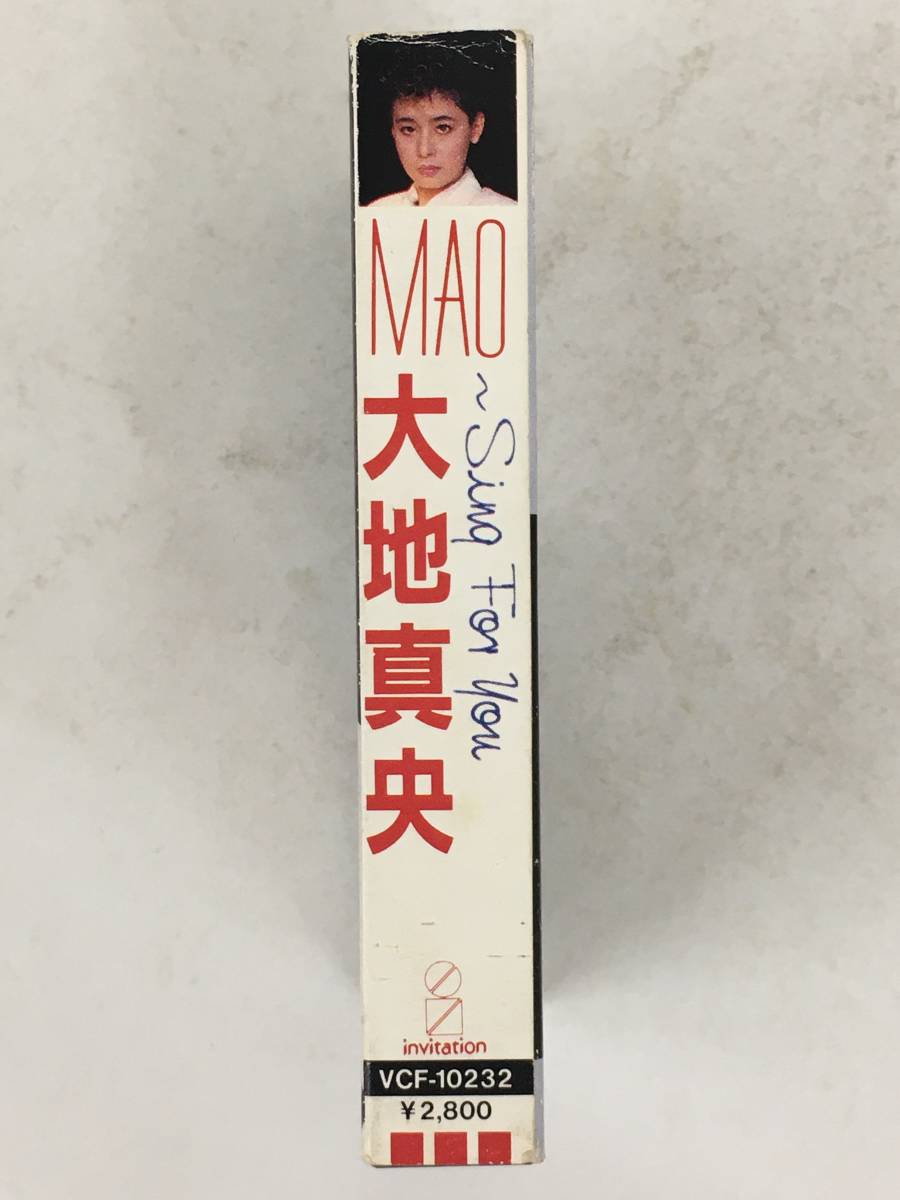 MAO
大地真央
~Sing For You
invitation
VCF-10232
¥2,800